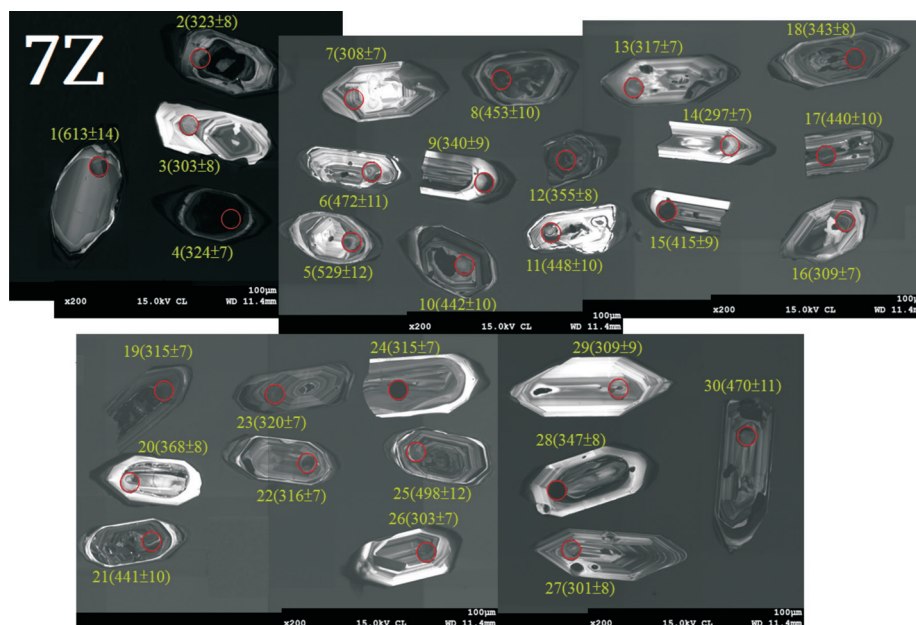 7Z
1(613±14)
2(323±8)
3(303±8)
4(324±7)
x200 15.0kV CL WD 11.4mm
100μm
7(308±7)
8(453±10)
9(340±9)
6(472±11)
5(529±12)
10(442±10)
12(355±8)
11(448±10)
x200 15.0kV CL WD 11.4mm
100μm
13(317±7)
18(343±8)
14(297±7)
17(440±10)
15(415±9)
16(309±7)
x200 15.0kV CL WD 11.4mm
100μm
19(315±7)
24(315±7)
23(320±7)
20(368±8)
22(316±7)
25(498±12)
26(303±7)
21(441±10)
x200 15.0kV CL WD 11.4mm
100μm
29(309±9)
30(470±11)
28(347±8)
27(301±8)
x200 15.0kV CL WD 11.4mm
100μm